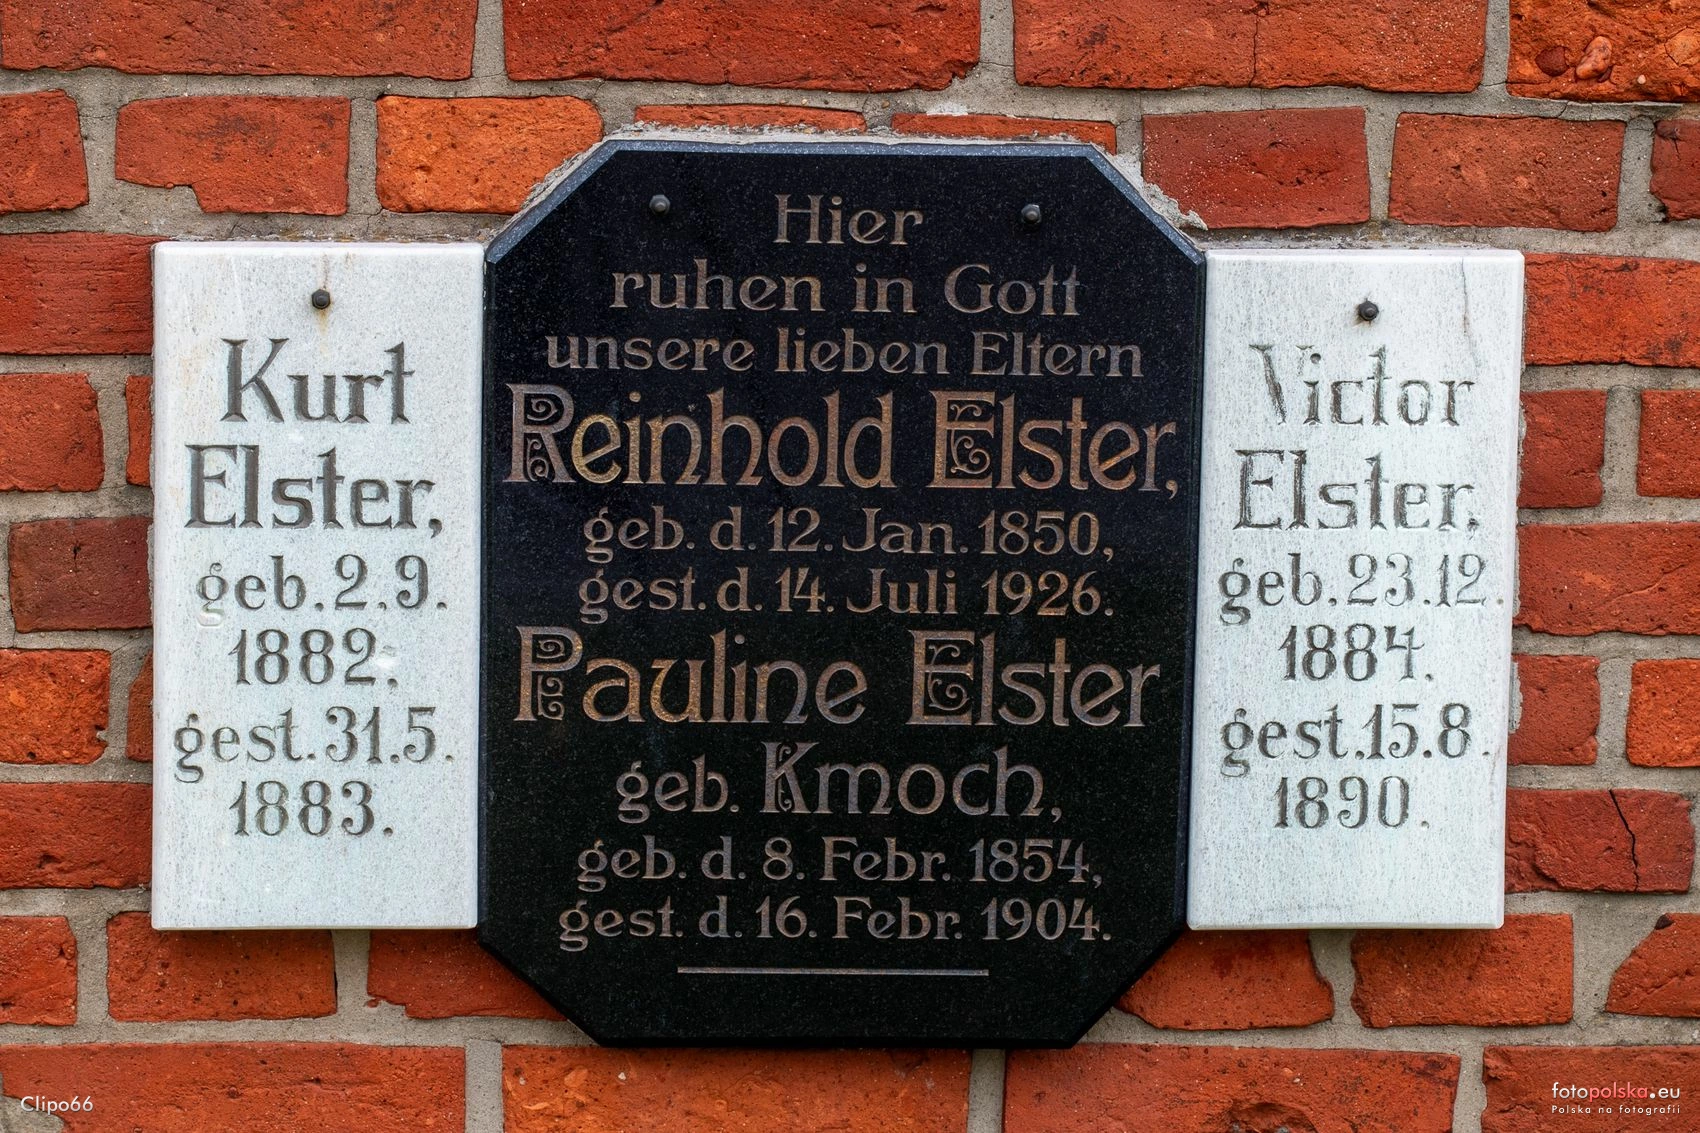 Kurt
Elster,
geb. 2. 9.
1882,
gest. 31. 5.
1883.
Hier
ruhen in Gott
unsere lieben Eltern
Reinhold Elster,
geb. d. 12. Jan. 1850,
gest. d. 14. Juli 1926.
Pauline Elster
geb. Kmoch,
geb. d. 8. Febr. 1854,
gest. d. 16. Febr. 1904.
Victor
Elster,
geb. 23. 12.
1884.
gest. 15. 8.
1890.
Clipo66
fotopolska.eu
Polska na fotografii